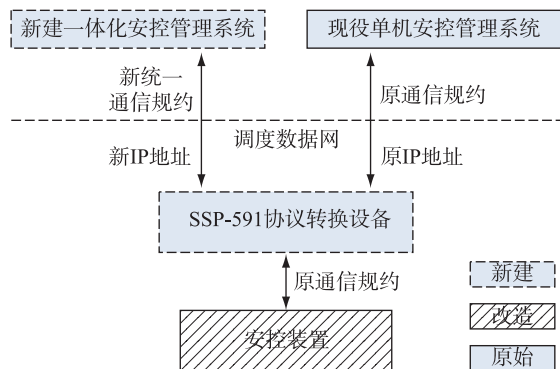 新建一体化安控管理系统
现役单机安控管理系统
新统一
通信规约
原通信规约
调度数据网
新IP地址
原IP地址
SSP-591协议转换设备
原通信规约
安控装置
新建
改造
原始